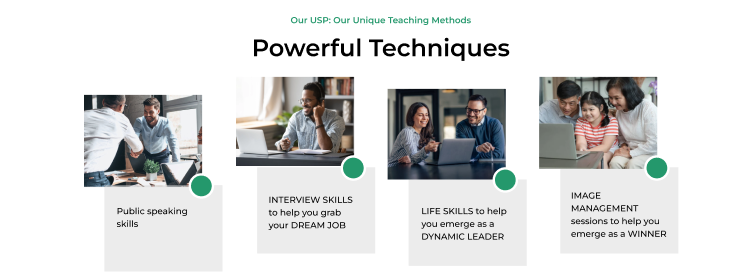 Our USP: Our Unique Teaching Methods
Powerful Techniques
Public speaking
skills
INTERVIEW SKILLS
to help you grab
your DREAM JOB
LIFE SKILLS to help
you emerge as a
DYNAMIC LEADER
IMAGE
MANAGEMENT
sessions to help you
emerge as a WINNER